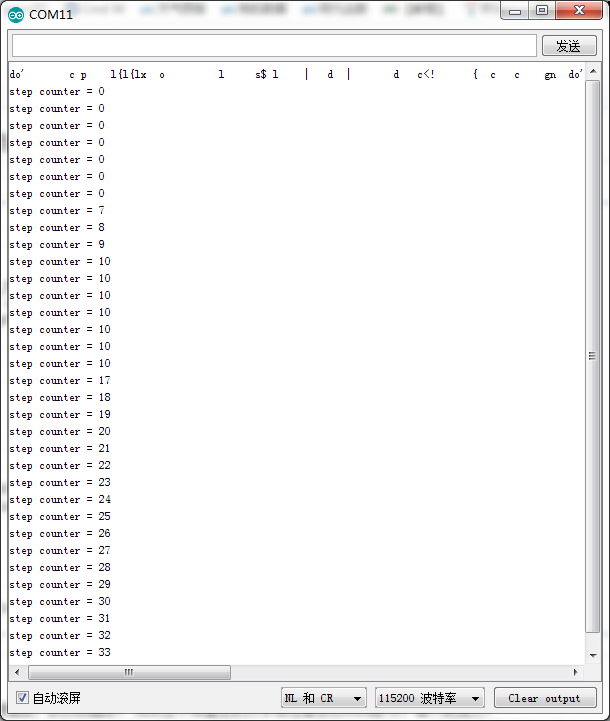 COM11
发送
do' c p l{l{lx o l s$ l | d | d c<! { c c gn do'
step counter = 0
step counter = 0
step counter = 0
step counter = 0
step counter = 0
step counter = 0
step counter = 0
step counter = 7
step counter = 8
step counter = 9
step counter = 10
step counter = 10
step counter = 10
step counter = 10
step counter = 10
step counter = 10
step counter = 10
step counter = 17
step counter = 18
step counter = 19
step counter = 20
step counter = 21
step counter = 22
step counter = 23
step counter = 24
step counter = 25
step counter = 26
step counter = 27
step counter = 28
step counter = 29
step counter = 30
step counter = 31
step counter = 32
step counter = 33
自动滚屏 NL 和 CR 115200 波特率 Clear output